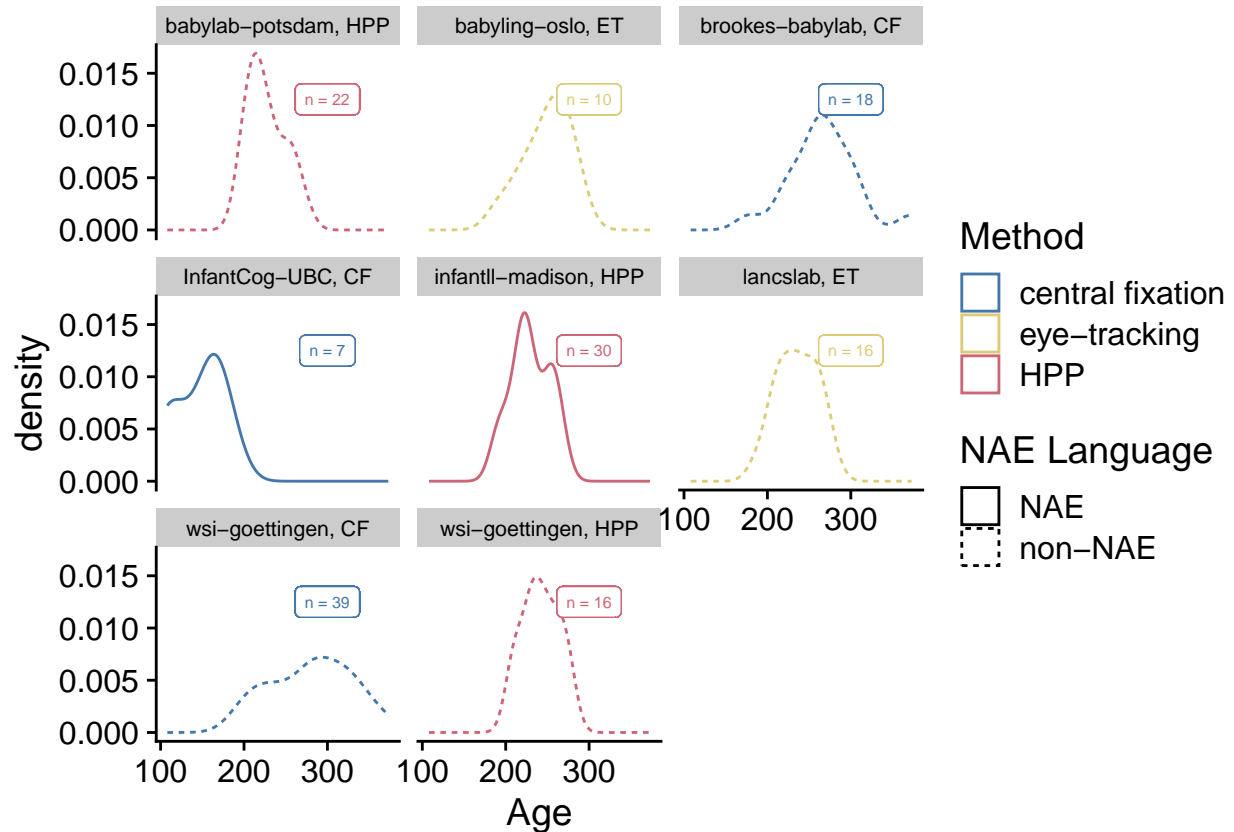 babylab−potsdam, HPP
babyling−oslo, ET
brookes−babylab, CF
0.015
0.010
0.005
0.000
n = 22
n = 10
n = 18
InfantCog−UBC, CF
infantll−madison, HPP
lancslab, ET
0.015
0.010
0.005
0.000
n = 7
n = 30
n = 16
100
200
300
wsi−goettingen, CF
wsi−goettingen, HPP
0.015
0.010
0.005
0.000
n = 39
n = 16
100
200
300
100
200
300
density
Age
Method
central fixation
eye−tracking
HPP
NAE Language
NAE
non−NAE